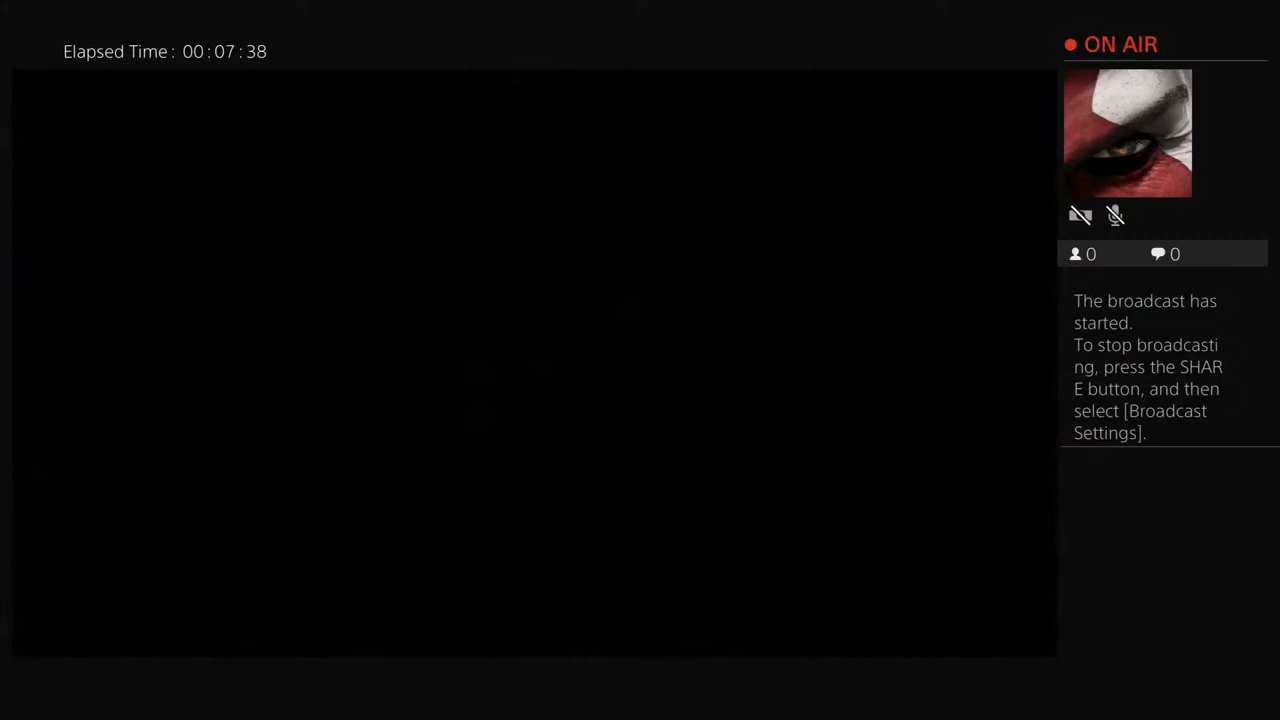 Elapsed Time: 00:07:38
ON AIR
0 0
The broadcast has
started.
To stop broadcasti
ng, press the SHAR
E button, and then
select [Broadcast
Settings].